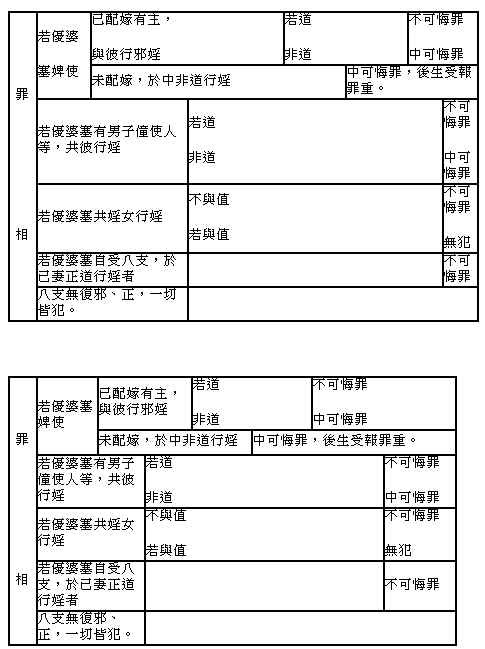 罪
相
若優婆
塞婢使
已配嫁有主，
與彼行邪婬
若道
非道
不可悔罪
中可悔罪
未配嫁，於中非道行婬
中可悔罪，後生受報
罪重。
若優婆塞有男子僮使人
等，共彼行婬
若道
非道
不可
悔罪
中可
悔罪
若優婆塞共婬女行婬
不與值
若與值
不可
悔罪
無犯
若優婆塞自受八支，於
己妻正道行婬者
不可
悔罪
八支無復邪、正，一切
皆犯。
罪
相
若優婆塞
婢使
已配嫁有主，
與彼行邪婬
若道
非道
不可悔罪
中可悔罪
未配嫁，於中非道行婬
中可悔罪，後生受報罪重。
若優婆塞有男子
僮使人等，共彼
行婬
若道
非道
不可悔罪
中可悔罪
若優婆塞共婬女
行婬
不與值
若與值
不可悔罪
無犯
若優婆塞自受八
支，於己妻正道
行婬者
不可悔罪
八支無復邪、
正，一切皆犯。